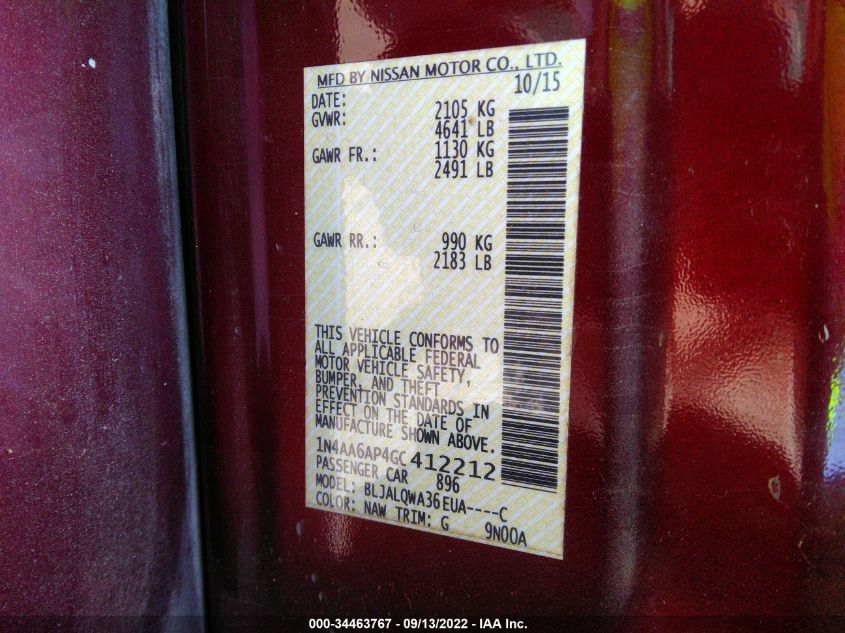 MFD BY NISSAN MOTOR CO., LTD.
DATE: 10/15
GVWR: 2105 KG
4641 LB
GAWR FR.: 1130 KG
2491 LB
GAWR RR.: 990 KG
2183 LB
THIS VEHICLE CONFORMS TO
ALL APPLICABLE FEDERAL
MOTOR VEHICLE SAFETY,
BUMPER, AND THEFT
PREVENTION STANDARDS IN
EFFECT ON THE DATE OF
MANUFACTURE SHOWN ABOVE.
1N4AA6AP4GC412212
PASSENGER CAR 896
MODEL: BLJALQWA36EUA----C
COLOR: NAW TRIM: G 9N00A
000-34463767 - 09/13/2022 - IAA Inc.